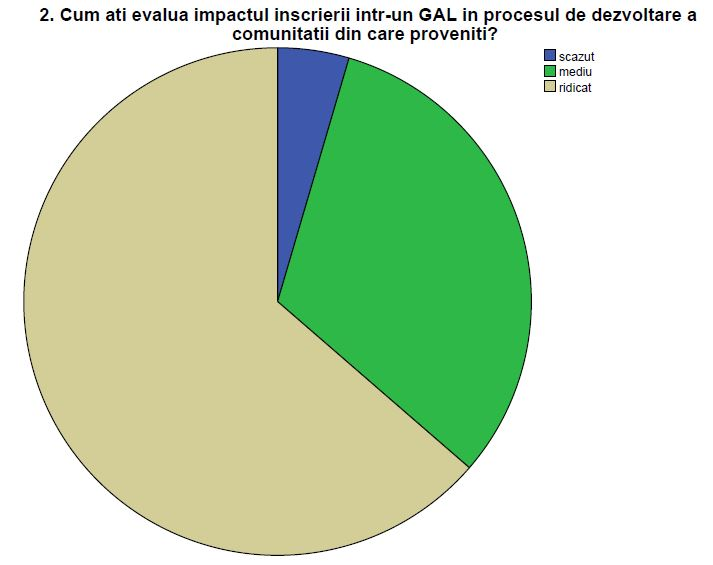 2. Cum ati evalua impactul inscrierii intr-un GAL in procesul de dezvoltare a
comunitatii din care proveniti?
scazut
mediu
ridicat